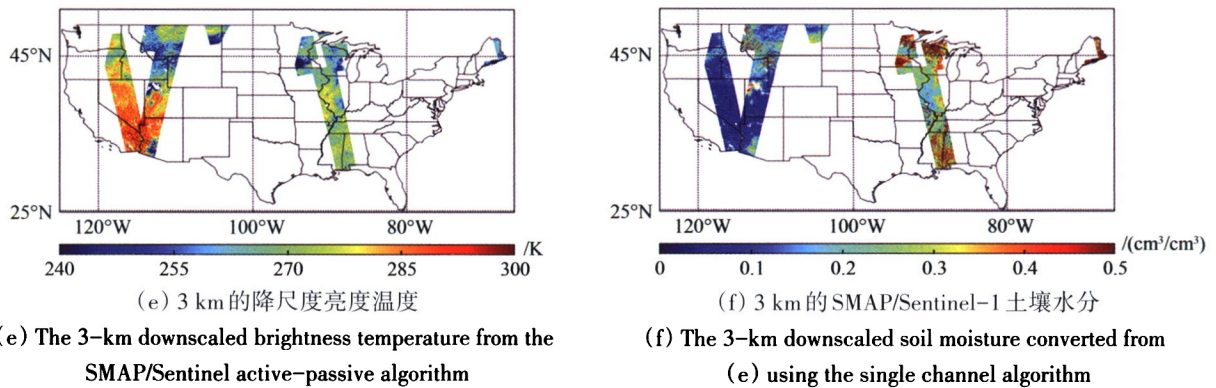 45°N
25°N
120°W 100°W 80°W
/K
240 255 270 285 300
(e) 3 km的降尺度亮度温度
(e) The 3-km downscaled brightness temperature from the
SMAP/Sentinel active-passive algorithm
45°N
25°N
120°W 100°W 80°W
/(cm³/cm³)
0 0.1 0.2 0.3 0.4 0.5
(f) 3 km的SMAP/Sentinel-1土壤水分
(f) The 3-km downscaled soil moisture converted from
(e) using the single channel algorithm